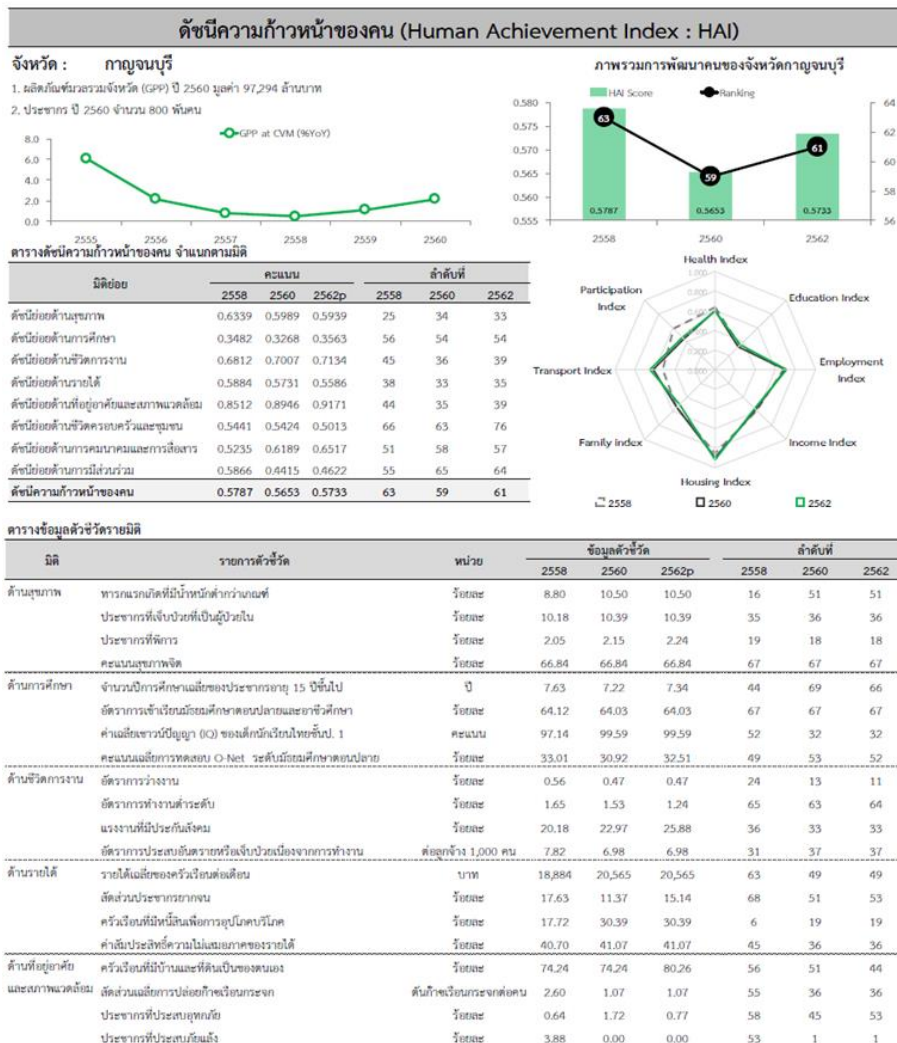 ดัชนีความก้าวหน้าของคน (Human Achievement Index : HAI)
จังหวัด : กาญจนบุรี
1. ผลิตภัณฑ์มวลรวมจังหวัด (GPP) ปี 2560 มูลค่า 97,294 ล้านบาท
2. ประชากร ปี 2560 จำนวน 800 พันคน
GPP at CVM (%YoY)
8.0
6.0
4.0
2.0
0.0
2555 2556 2557 2558 2559 2560
ภาพรวมการพัฒนาคนของจังหวัดกาญจนบุรี
HAI Score Ranking
0.580 64
0.575 62
0.570
0.565 60
0.560 58
0.555 56
63 59 61
0.5787 0.5653 0.5733
2558 2560 2562
ตารางดัชนีความก้าวหน้าของคน จำแนกตามมิติ
มิติย่อย คะแนน ลำดับที่
2558 2560 2562p 2558 2560 2562
ดัชนีย่อยด้านสุขภาพ 0.6339 0.5989 0.5939 25 34 33
ดัชนีย่อยด้านการศึกษา 0.3482 0.3268 0.3563 56 54 54
ดัชนีย่อยด้านชีวิตการงาน 0.6812 0.7007 0.7134 45 36 39
ดัชนีย่อยด้านรายได้ 0.5884 0.5731 0.5586 38 33 35
ดัชนีย่อยด้านที่อยู่อาศัยและสภาพแวดล้อม 0.8512 0.8946 0.9171 44 35 39
ดัชนีย่อยด้านชีวิตครอบครัวและชุมชน 0.5441 0.5424 0.5013 66 63 76
ดัชนีย่อยด้านการคมนาคมและการสื่อสาร 0.5235 0.6189 0.6517 51 58 57
ดัชนีย่อยด้านการมีส่วนร่วม 0.5866 0.4415 0.4622 55 65 64
ดัชนีความก้าวหน้าของคน 0.5787 0.5653 0.5733 63 59 61
Health Index
1.000
0.800
0.600
0.400
0.200
0.000
Education Index
Employment Index
Income Index
Housing Index
Family Index
Transport Index
Participation Index
2558 2560 2562
ตารางข้อมูลตัวชี้วัดรายมิติ
มิติ รายการตัวชี้วัด หน่วย ข้อมูลตัวชี้วัด ลำดับที่
2558 2560 2562p 2558 2560 2562
ด้านสุขภาพ ทารกแรกเกิดที่มีน้ำหนักต่ำกว่าเกณฑ์ ร้อยละ 8.80 10.50 10.50 16 51 51
ประชากรที่เจ็บป่วยที่เป็นผู้ป่วยใน ร้อยละ 10.18 10.39 10.39 35 36 36
ประชากรที่พิการ ร้อยละ 2.05 2.15 2.24 19 18 18
คะแนนสุขภาพจิต ร้อยละ 66.84 66.84 66.84 67 67 67
ด้านการศึกษา จำนวนปีการศึกษาเฉลี่ยของประชากรอายุ 15 ปีขึ้นไป ปี 7.63 7.22 7.34 44 69 66
อัตราการเข้าเรียนมัธยมศึกษาตอนปลายและอาชีวศึกษา ร้อยละ 64.12 64.03 64.03 67 67 67
ค่าเฉลี่ยเชาวน์ปัญญา (IQ) ของเด็กนักเรียนไทยชั้นป. 1 คะแนน 97.14 99.59 99.59 52 32 32
คะแนนเฉลี่ยการทดสอบ O-Net ระดับมัธยมศึกษาตอนปลาย ร้อยละ 33.01 30.92 32.51 49 53 52
ด้านชีวิตการงาน อัตราการว่างงาน ร้อยละ 0.56 0.47 0.47 24 13 11
อัตราการทำงานต่ำระดับ ร้อยละ 1.65 1.53 1.24 65 63 64
แรงงานที่มีประกันสังคม ร้อยละ 20.18 22.97 25.88 36 33 33
อัตราการประสบอันตรายหรือเจ็บป่วยเนื่องจากการทำงาน ต่อลูกจ้าง 1,000 คน 7.82 6.98 6.98 31 37 37
ด้านรายได้ รายได้เฉลี่ยของครัวเรือนต่อเดือน บาท 18,884 20,565 20,565 63 49 49
สัดส่วนประชากรยากจน ร้อยละ 17.63 11.37 15.14 68 51 53
ครัวเรือนที่มีหนี้สินเพื่อการอุปโภคบริโภค ร้อยละ 17.72 30.39 30.39 6 19 19
ค่าสัมประสิทธิ์ความไม่เสมอภาคของรายได้ ร้อยละ 40.70 41.07 41.07 45 36 36
ด้านที่อยู่อาศัย ครัวเรือนที่มีบ้านและที่ดินเป็นของตนเอง ร้อยละ 74.24 74.24 80.26 56 51 44
และสภาพแวดล้อม สัดส่วนเฉลี่ยการปล่อยก๊าซเรือนกระจก ตันก๊าซเรือนกระจกต่อคน 2.60 1.07 1.07 55 36 36
ประชากรที่ประสบอุทกภัย ร้อยละ 0.64 1.72 0.77 58 45 53
ประชากรที่ประสบภัยแล้ง ร้อยละ 3.88 0.00 0.00 53 1 1